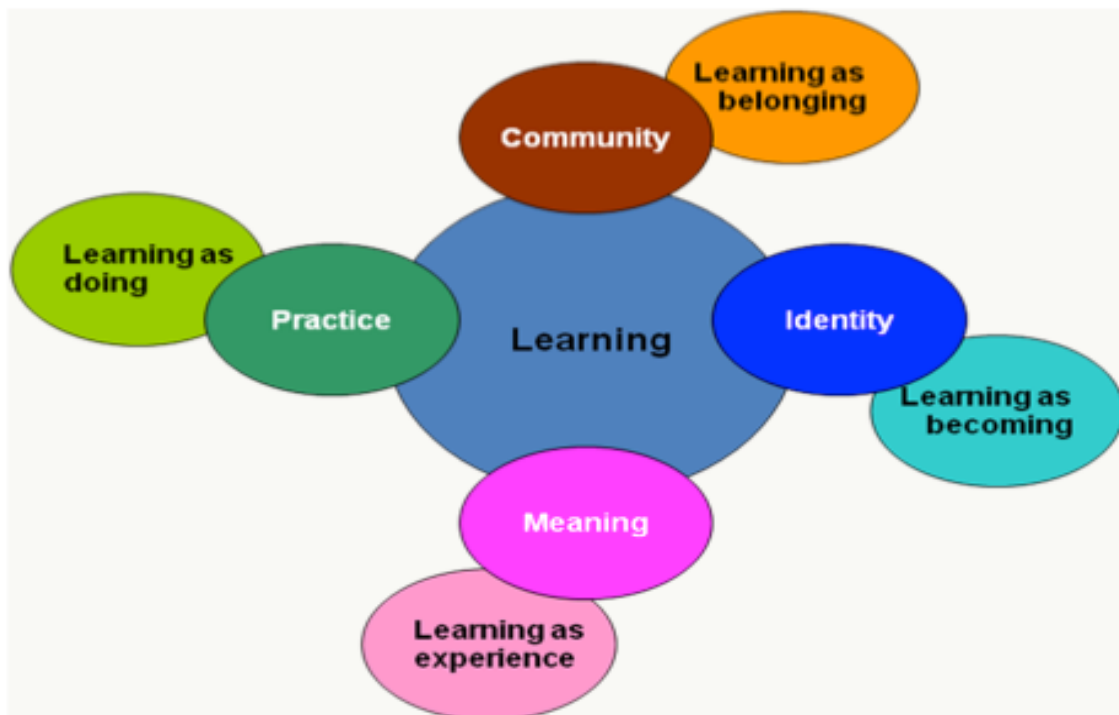 Learning as
belonging
Community
Learning as
doing
Practice
Identity
Learning
Learning as
becoming
Meaning
Learning as
experience